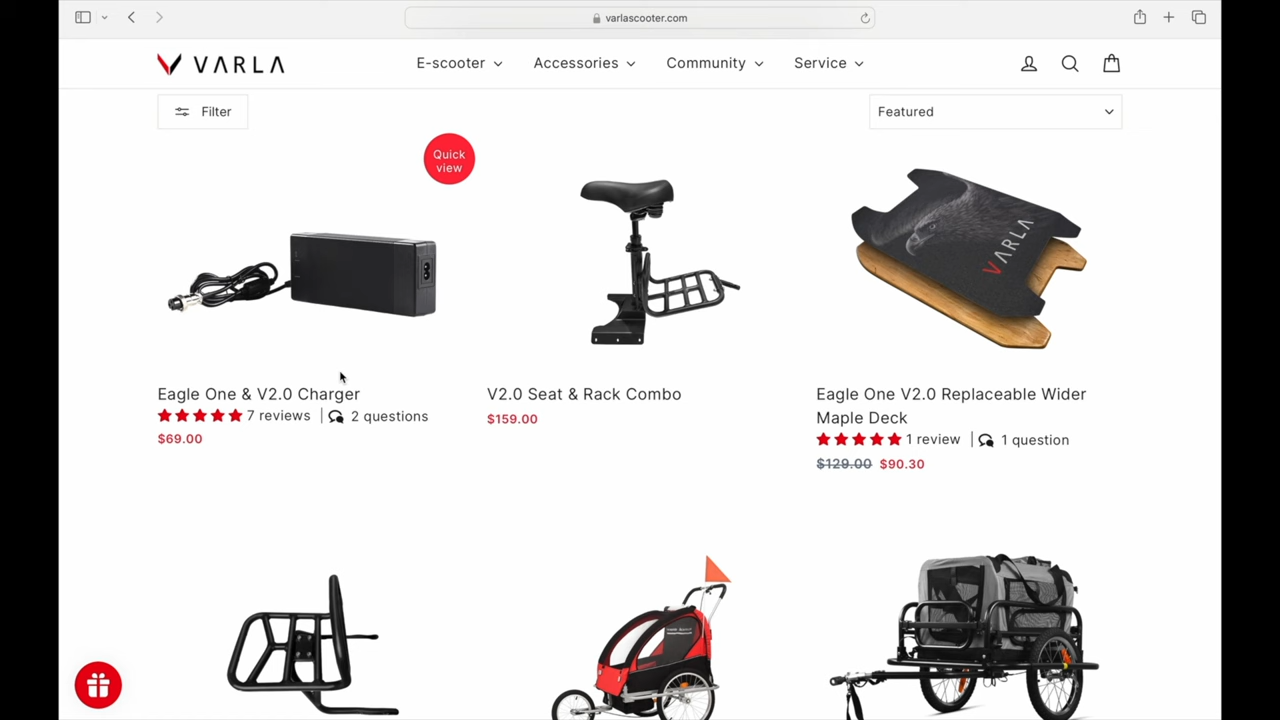 varlascooter.com
VARLA
E-scooter
Accessories
Community
Service
Filter
Featured
Quick
view
VARLA
Eagle One & V2.0 Charger
7 reviews
2 questions
$69.00
V2.0 Seat & Rack Combo
$159.00
Eagle One V2.0 Replaceable Wider
Maple Deck
1 review
1 question
$129.00 $90.30